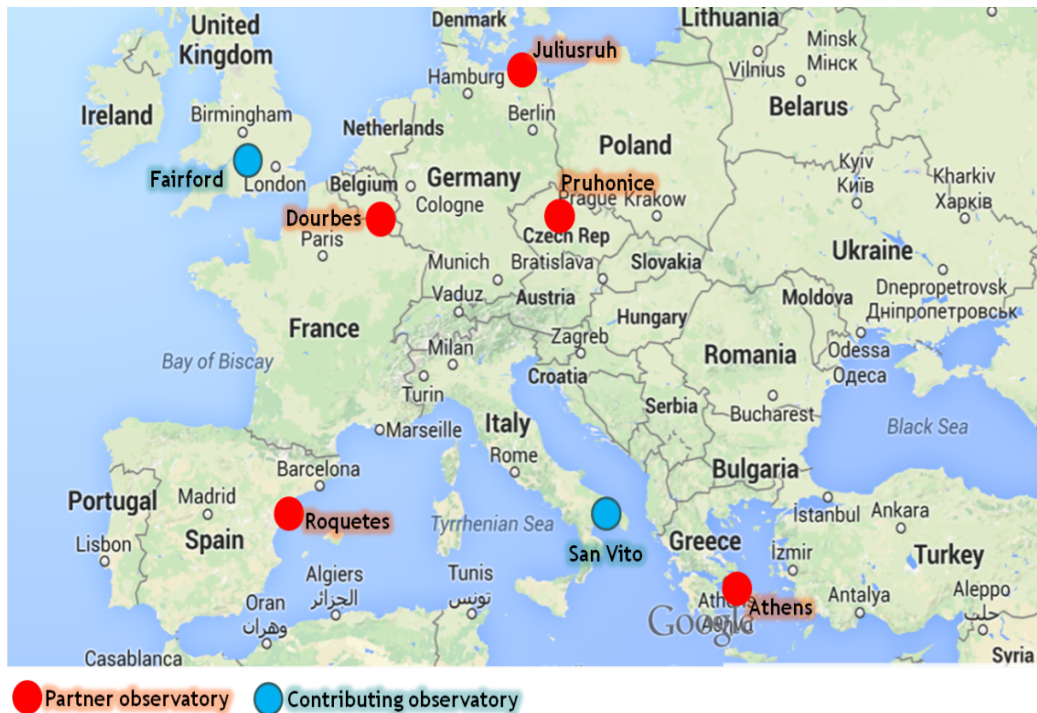 Denmark
Lithuania
United
Kingdom
Juliusruh
Minsk
Мінск
Hamburg
Vilnius
Ireland
Birmingham
Berlin
Belarus
Netherlands
Poland
Fairford
London
Belgium
Germany
Pruhonice
Kyiv
Київ
Kharkiv
Харків
Cologne
Prague
Krakow
Dourbes
Paris
Czech Rep
Ukraine
Munich
Bratislava
Slovakia
Vaduz
Austria
Moldova
Dnepropetrovsk
Дніпропетровськ
France
Hungary
Zagreb
Milan
Romania
Odessa
Одеса
Bay of Biscay
Turin
Croatia
Serbia
Bucharest
Marseille
Italy
Black Sea
Rome
Barcelona
Bulgaria
Portugal
Madrid
Roquetes
Tyrrhenian Sea
İstanbul
Ankara
Lisbon
Spain
San Vito
Greece
İzmir
Turkey
Algiers
الجزائر
Tunis
تونس
Antalya
Aleppo
حلب
Oran
وهران
Athens
Google
Casablanca
Syria
Partner observatory
Contributing observatory